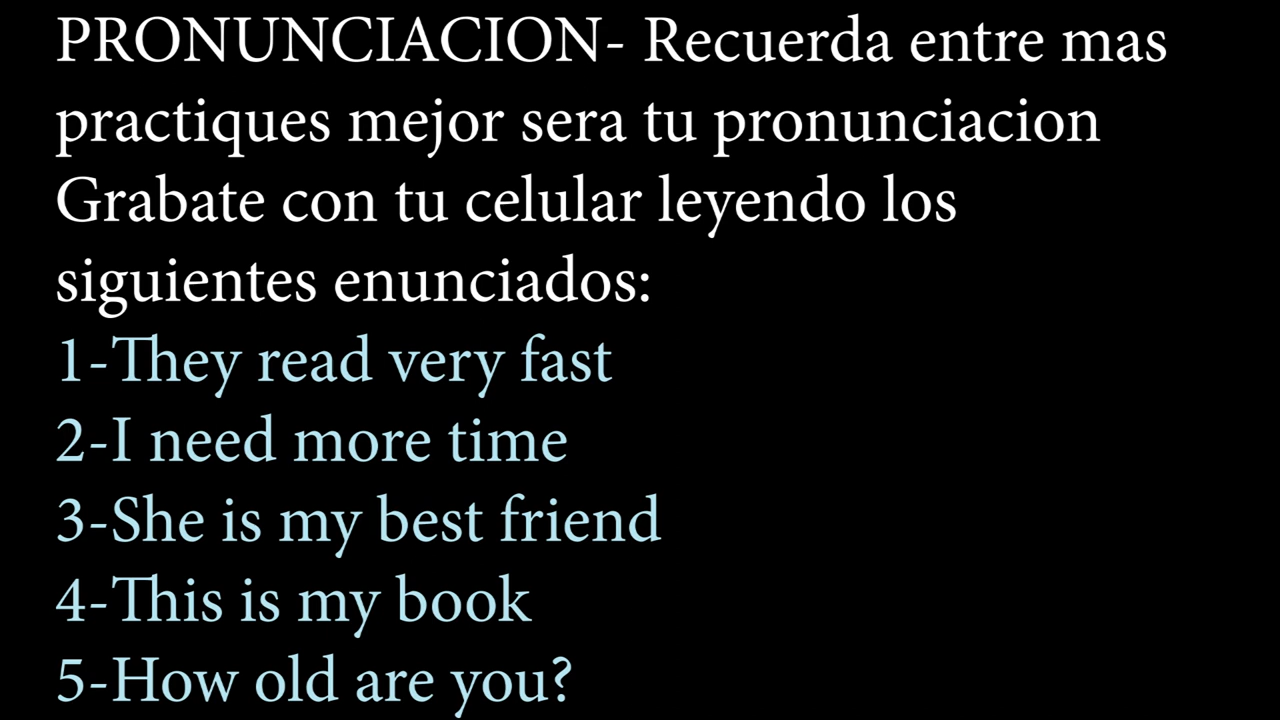 PRONUNCIACION- Recuerda entre mas
practiques mejor sera tu pronunciacion
Grabate con tu celular leyendo los
siguientes enunciados:
1-They read very fast
2-I need more time
3-She is my best friend
4-This is my book
5-How old are you?